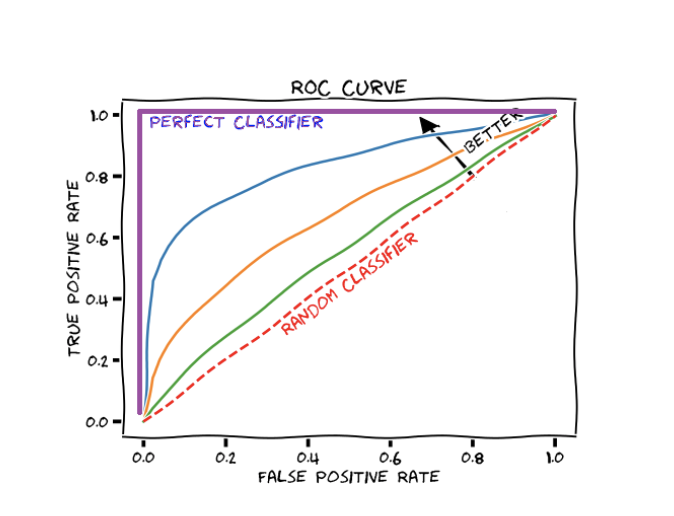 ROC CURVE
1.0
PERFECT CLASSIFIER
BETTER
0.8
0.6
RANDOM CLASSIFIER
0.4
0.2
0.0
TRUE POSITIVE RATE
0.0 0.2 0.4 0.6 0.8 1.0
FALSE POSITIVE RATE